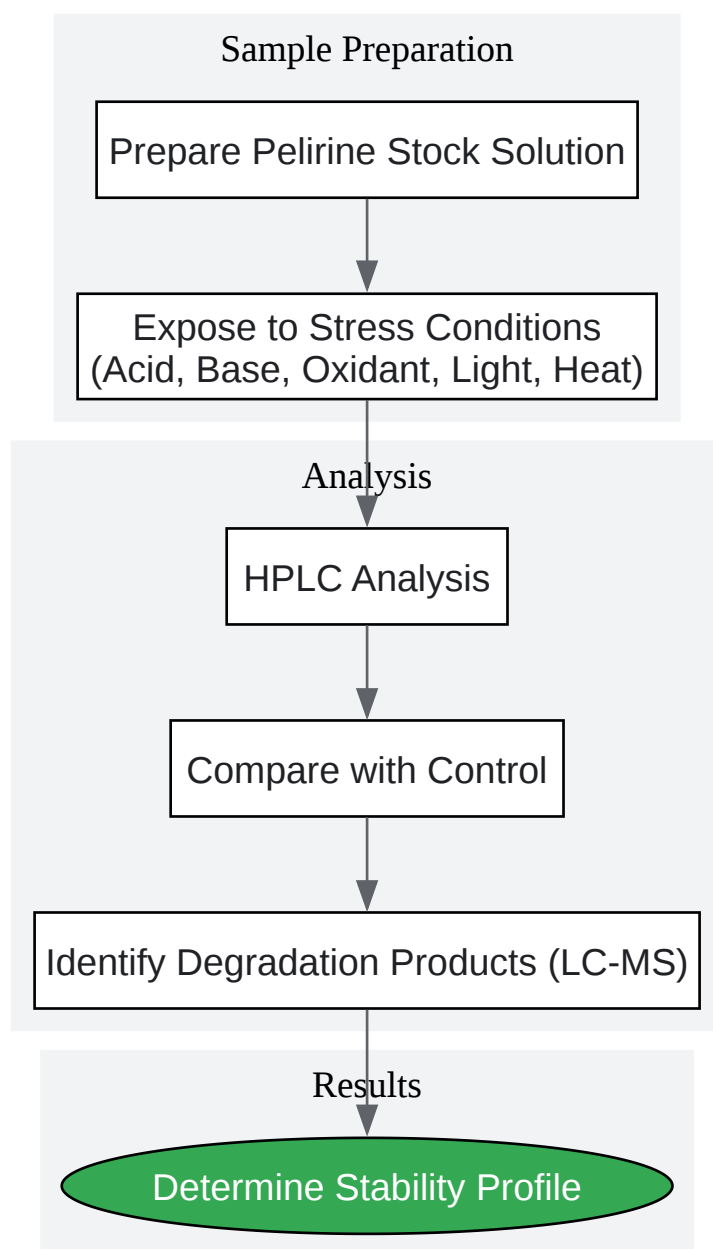 Sample Preparation
Prepare Pelirine Stock Solution
Expose to Stress Conditions
(Acid, Base, Oxidant, Light, Heat)
Analysis
HPLC Analysis
Compare with Control
Identify Degradation Products (LC-MS)
Results
Determine Stability Profile